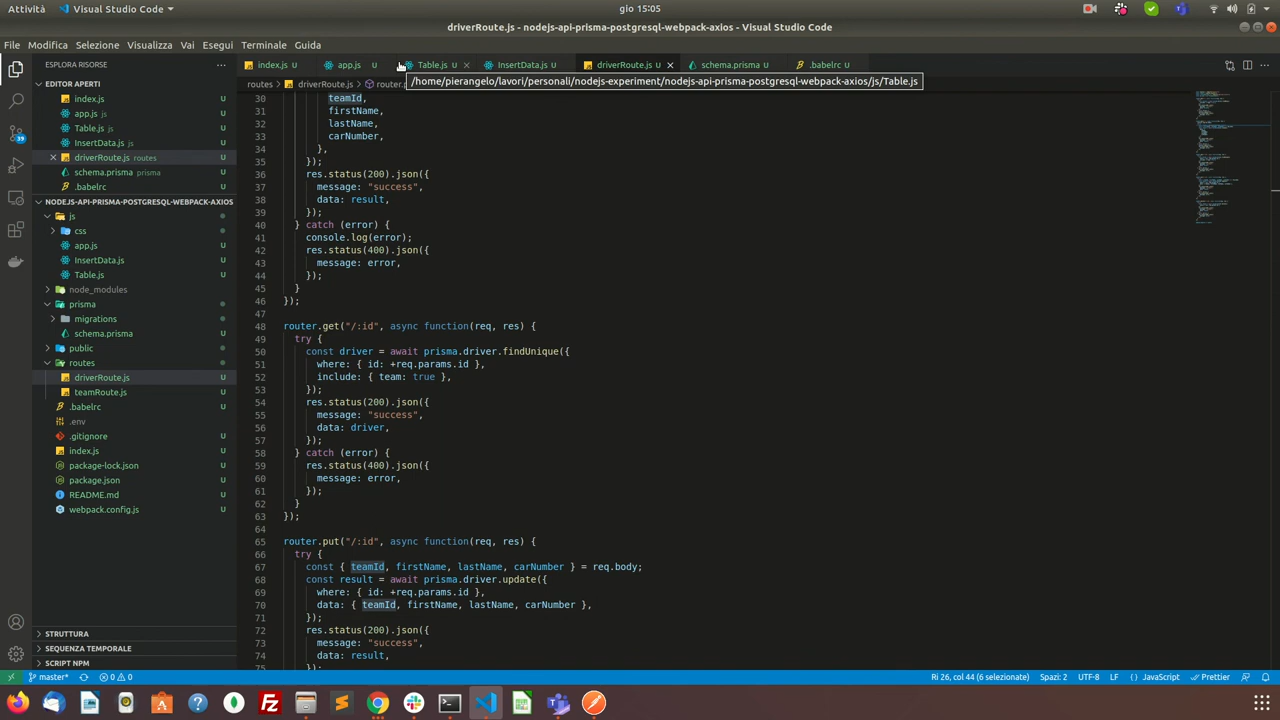 Attività
Visual Studio Code
gio 15:05
driverRoute.js - nodejs-api-prisma-postgresql-webpack-axios - Visual Studio Code
File Modifica Selezione Visualizza Vai Esegui Terminale Guida
ESPLORA RISORSE
index.js U
app.js U
Table.js U
InsertData.js U
driverRoute.js U
schema.prisma U
.babelrc U
EDITOR APERTI
index.js U
app.js js U
Table.js js U
InsertData.js js U
driverRoute.js routes U
schema.prisma prisma U
.babelrc U
39
NODEJS-API-PRISMA-POSTGRESQL-WEBPACK-AXIOS
js
css
app.js U
InsertData.js U
Table.js U
node_modules
prisma
migrations
schema.prisma U
public
routes
driverRoute.js U
teamRoute.js U
.babelrc U
.env
.gitignore U
index.js U
package-lock.json U
package.json U
README.md U
webpack.config.js U
STRUTTURA
SEQUENZA TEMPORALE
SCRIPT NPM
routes driverRoute.js router.p
/home/pierangelo/lavori/personali/nodejs-experiment/nodejs-api-prisma-postgresql-webpack-axios/js/Table.js
30 teamId,
31 firstName,
32 lastName,
33 carNumber,
34 },
35 });
36 res.status(200).json({
37 message: "success",
38 data: result,
39 });
40 } catch (error) {
41 console.log(error);
42 res.status(400).json({
43 message: error,
44 });
45 }
46 });
47
48 router.get("/:id", async function(req, res) {
49 try {
50 const driver = await prisma.driver.findUnique({
51 where: { id: +req.params.id },
52 include: { team: true },
53 });
54 res.status(200).json({
55 message: "success",
56 data: driver,
57 });
58 } catch (error) {
59 res.status(400).json({
60 message: error,
61 });
62 }
63 });
64
65 router.put("/:id", async function(req, res) {
66 try {
67 const { teamId, firstName, lastName, carNumber } = req.body;
68 const result = await prisma.driver.update({
69 where: { id: +req.params.id },
70 data: { teamId, firstName, lastName, carNumber },
71 });
72 res.status(200).json({
73 message: "success",
74 data: result,
75 });
master* 0 0
Ri 26, col 44 (6 selezionate) Spazi: 2 UTF-8 LF {} JavaScript Prettier